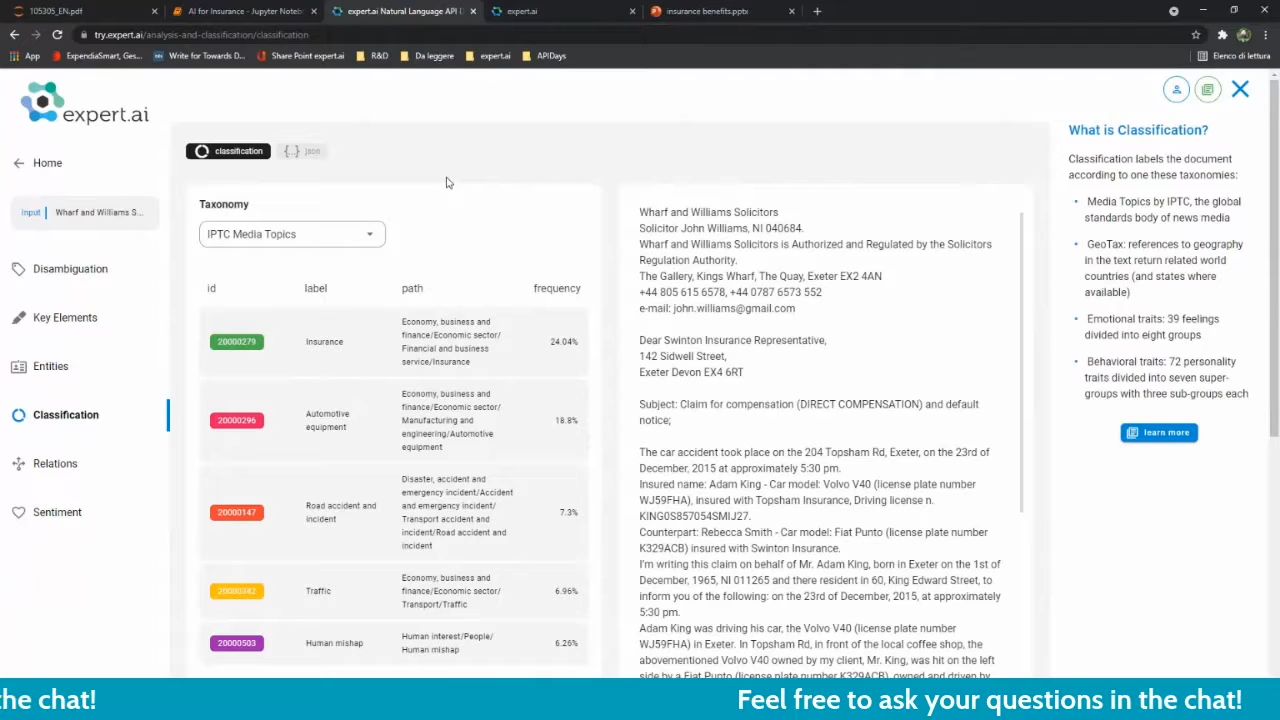 105305_EN.pdf
AI for Insurance - Jupyter Noteb
expert.ai Natural Language API D
expert.ai
insurance benefits.pptx
try.expert.ai/analysis-and-classification/classification
App
ExpendiaSmart, Ges...
Write for Towards D...
Share Point expert.ai
R&D
Da leggere
expert.ai
APIDays
Elenco di lettura
expert.ai
Home
Input
Wharf and Williams S...
Disambiguation
Key Elements
Entities
Classification
Relations
Sentiment
classification
{..} json
Taxonomy
IPTC Media Topics
id label path frequency
20000279
Insurance
Economy, business and
finance/Economic sector/
Financial and business
service/Insurance
24.04%
20000296
Automotive
equipment
Economy, business and
finance/Economic sector/
Manufacturing and
engineering/Automotive
equipment
18.8%
20000147
Road accident and
incident
Disaster, accident and
emergency incident/Accident
and emergency incident/
Transport accident and
incident/Road accident and
incident
7.3%
Traffic
Economy, business and
finance/Economic sector/
Transport/Traffic
6.96%
20000503
Human mishap
Human interest/People/
Human mishap
6.26%
Wharf and Williams Solicitors
Solicitor John Williams, NI 040684.
Wharf and Williams Solicitors is Authorized and Regulated by the Solicitors
Regulation Authority.
The Gallery, Kings Wharf, The Quay, Exeter EX2 4AN
+44 805 615 6578, +44 0787 6573 552
e-mail: john.williams@gmail.com
Dear Swinton Insurance Representative,
142 Sidwell Street,
Exeter Devon EX4 6RT
Subject: Claim for compensation (DIRECT COMPENSATION) and default
notice;
The car accident took place on the 204 Topsham Rd, Exeter, on the 23rd of
December, 2015 at approximately 5:30 pm.
Insured name: Adam King - Car model: Volvo V40 (license plate number
WJ59FHA), insured with Topsham Insurance, Driving license n.
KING0S857054SMIJ27.
Counterpart: Rebecca Smith - Car model: Fiat Punto (license plate number
K329ACB) insured with Swinton Insurance.
I'm writing this claim on behalf of Mr. Adam King, born in Exeter on the 1st of
December, 1965, NI 011265 and there resident in 60, King Edward Street, to
inform you of the following: on the 23rd of December, 2015, at approximately
5:30 pm.
Adam King was driving his car, the Volvo V40 (license plate number
WJ59FHA) in Exeter. In Topsham Rd, in front of the local coffee shop, the
abovementioned Volvo V40 owned by my client, Mr. King, was hit on the left
side by a Fiat Punto (license plate number K329ACB), owned and driven by
What is Classification?
Classification labels the document
according to one these taxonomies:
• Media Topics by IPTC, the global
standards body of news media
• GeoTax: references to geography
in the text return related world
countries (and states where
available)
• Emotional traits: 39 feelings
divided into eight groups
• Behavioral traits: 72 personality
traits divided into seven super-
groups with three sub-groups each
learn more
the chat!
Feel free to ask your questions in the chat!